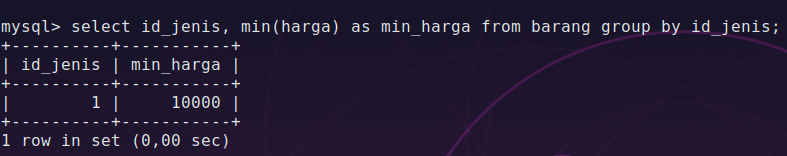 mysql> select id_jenis, min(harga) as min_harga from barang group by id_jenis;
+----------+-----------+
| id_jenis | min_harga |
+----------+-----------+
|        1 |     10000 |
+----------+-----------+
1 row in set (0,00 sec)